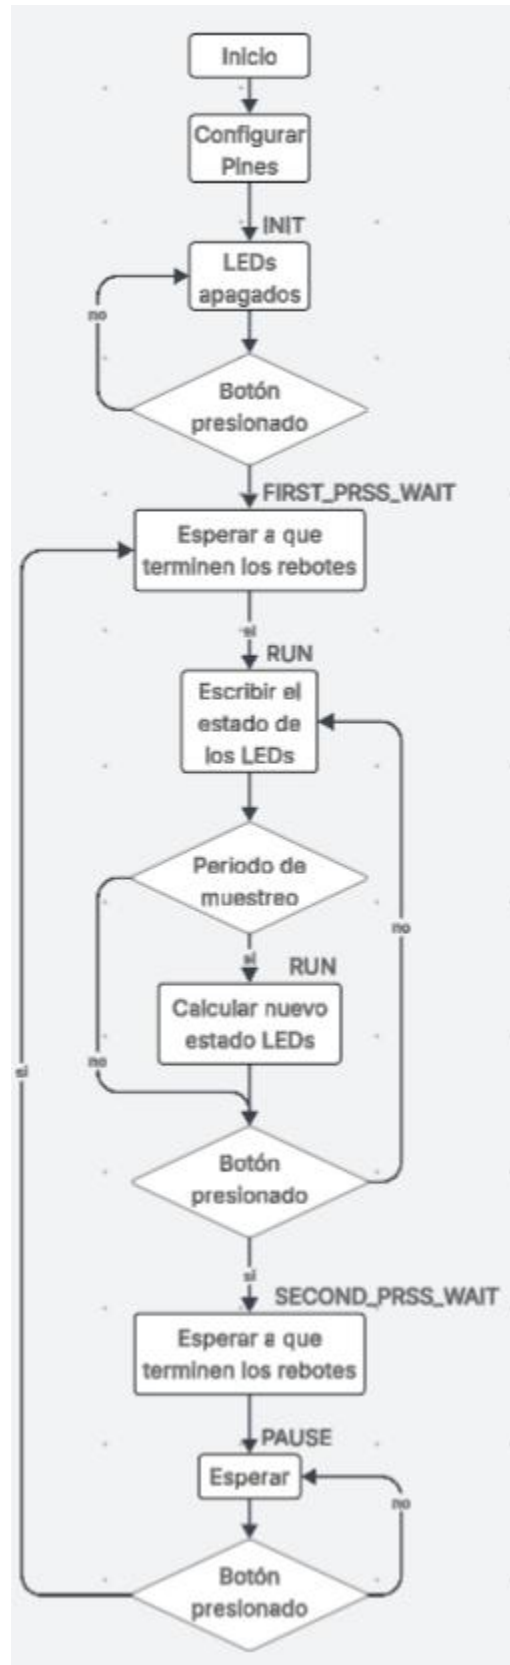 Inicio
Configurar
Pines
INIT
LEDs
apagados
no
Botón
presionado
FIRST_PRSS_WAIT
Esperar a que
terminen los rebotes
si
RUN
Escribir el
estado de
los LEDs
Periodo de
muestreo
no
si
RUN
Calcular nuevo
estado LEDs
no
si
Botón
presionado
si
SECOND_PRSS_WAIT
Esperar a que
terminen los rebotes
PAUSE
Esperar
no
Botón
presionado